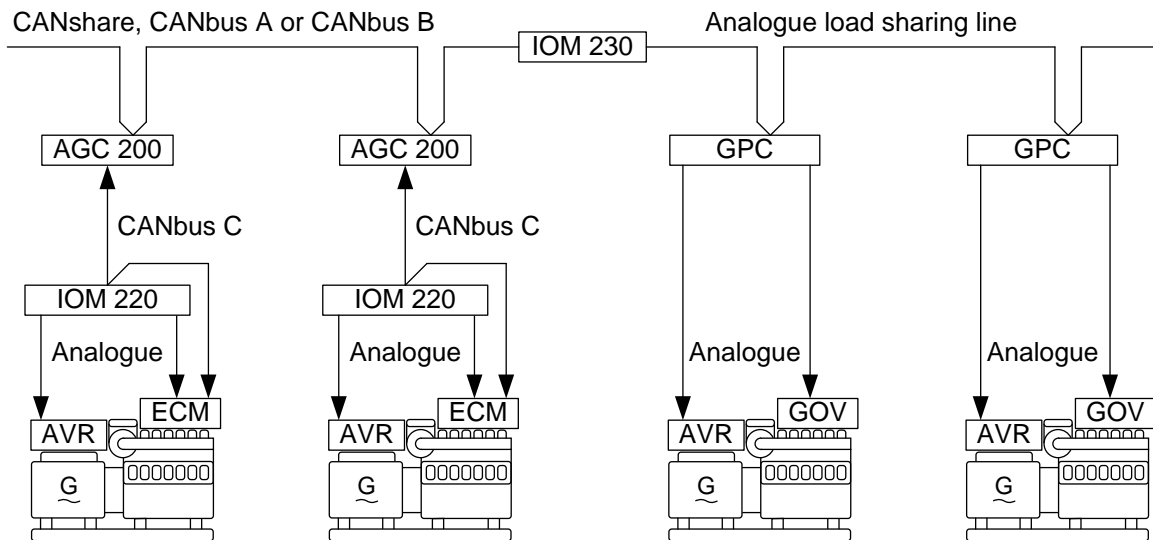 CANshare, CANbus A or CANbus B
IOM 230
Analogue load sharing line
AGC 200
AGC 200
GPC
GPC
CANbus C
CANbus C
IOM 220
IOM 220
Analogue
Analogue
Analogue
Analogue
ECM
ECM
GOV
GOV
AVR
AVR
AVR
AVR
G
G
G
G